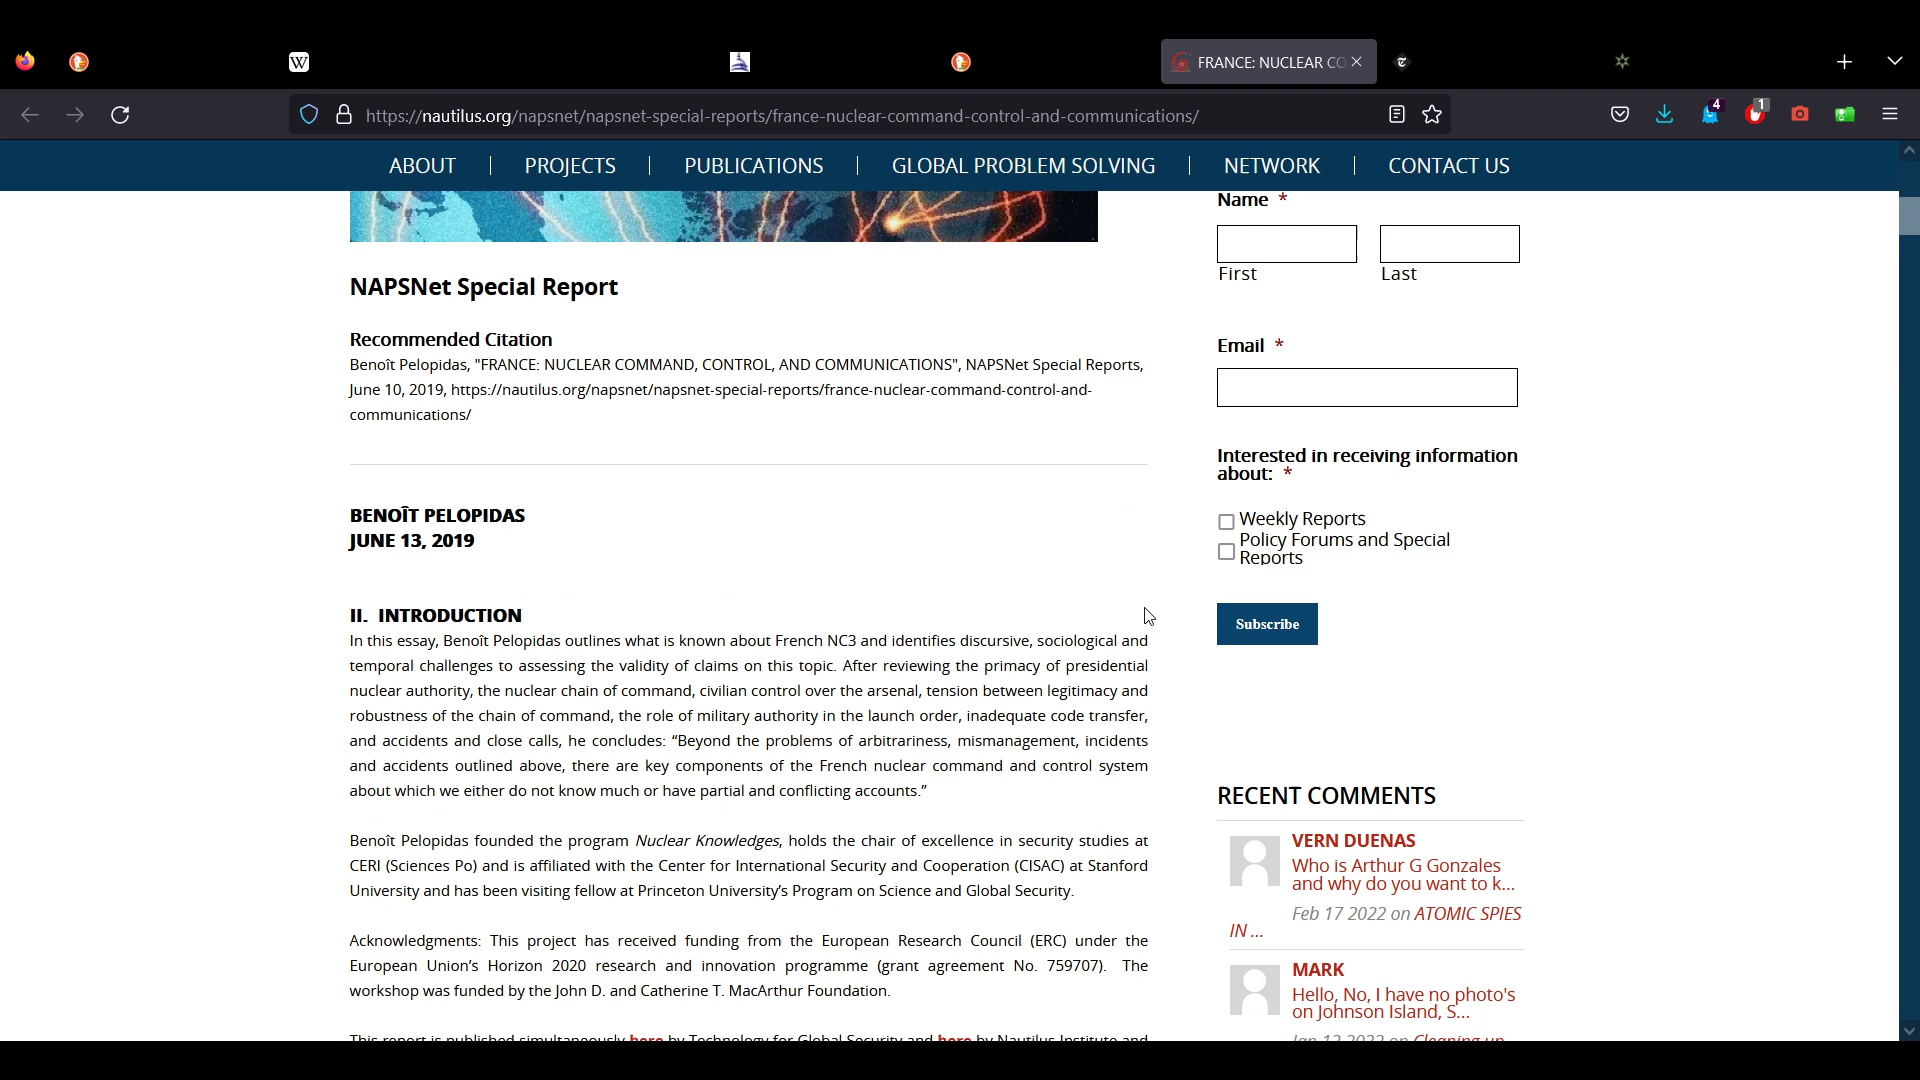 FRANCE: NUCLEAR CO
4
1
https://nautilus.org/napsnet/napsnet-special-reports/france-nuclear-command-control-and-communications/
ABOUT
PROJECTS
PUBLICATIONS
GLOBAL PROBLEM SOLVING
NETWORK
CONTACT US
NAPSNet Special Report
Recommended Citation
Benoît Pelopidas, "FRANCE: NUCLEAR COMMAND, CONTROL, AND COMMUNICATIONS", NAPSNet Special Reports,
June 10, 2019, https://nautilus.org/napsnet/napsnet-special-reports/france-nuclear-command-control-and-
communications/
BENOÎT PELOPIDAS
JUNE 13, 2019
II. INTRODUCTION
In this essay, Benoît Pelopidas outlines what is known about French NC3 and identifies discursive, sociological and
temporal challenges to assessing the validity of claims on this topic. After reviewing the primacy of presidential
nuclear authority, the nuclear chain of command, civilian control over the arsenal, tension between legitimacy and
robustness of the chain of command, the role of military authority in the launch order, inadequate code transfer,
and accidents and close calls, he concludes: “Beyond the problems of arbitrariness, mismanagement, incidents
and accidents outlined above, there are key components of the French nuclear command and control system
about which we either do not know much or have partial and conflicting accounts.”
Benoît Pelopidas founded the program Nuclear Knowledges, holds the chair of excellence in security studies at
CERI (Sciences Po) and is affiliated with the Center for International Security and Cooperation (CISAC) at Stanford
University and has been visiting fellow at Princeton University’s Program on Science and Global Security.
Acknowledgments: This project has received funding from the European Research Council (ERC) under the
European Union’s Horizon 2020 research and innovation programme (grant agreement No. 759707). The
workshop was funded by the John D. and Catherine T. MacArthur Foundation.
This report is published simultaneously here by Technology for Global Security and here by Nautilus Institute and
Name *
First
Last
Email *
Interested in receiving information
about: *
Weekly Reports
Policy Forums and Special
Reports
Subscribe
RECENT COMMENTS
VERN DUENAS
Who is Arthur G Gonzales
and why do you want to k...
Feb 17 2022 on ATOMIC SPIES
IN ...
MARK
Hello, No, I have no photo's
on Johnson Island, S...
Jan 12 2022 on Cleaning up